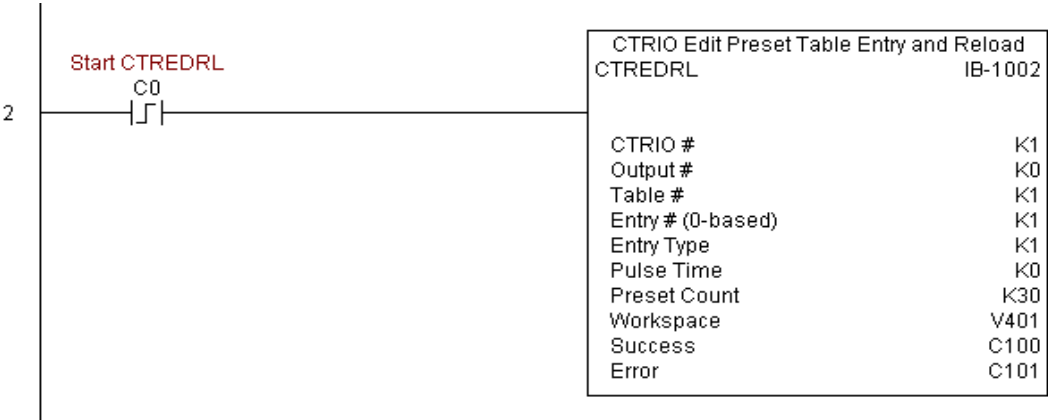 Start CTREDRL
C0
2
CTRIO Edit Preset Table Entry and Reload
CTREDRL IB-1002
CTRIO # K1
Output # K0
Table # K1
Entry # (0-based) K1
Entry Type K1
Pulse Time K0
Preset Count K30
Workspace V401
Success C100
Error C101